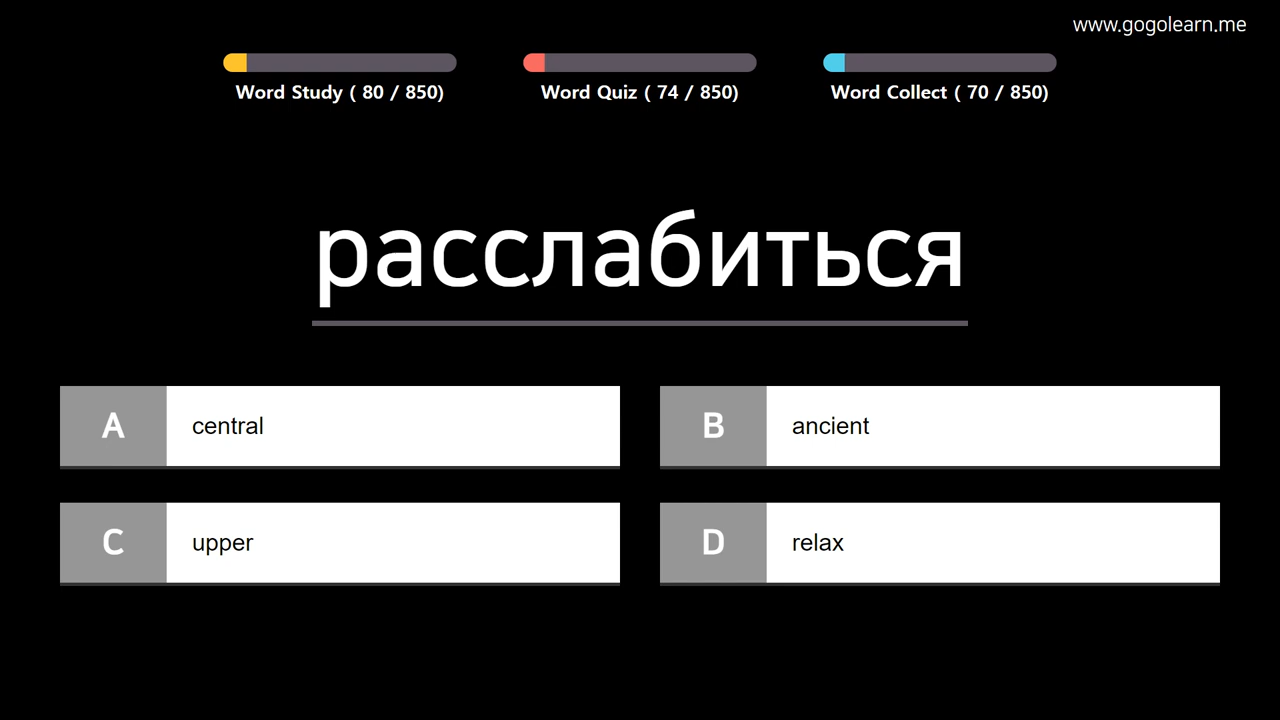 www.gogolearn.me
Word Study ( 80 / 850)
Word Quiz ( 74 / 850)
Word Collect ( 70 / 850)
расслабиться
A central
B ancient
C upper
D relax